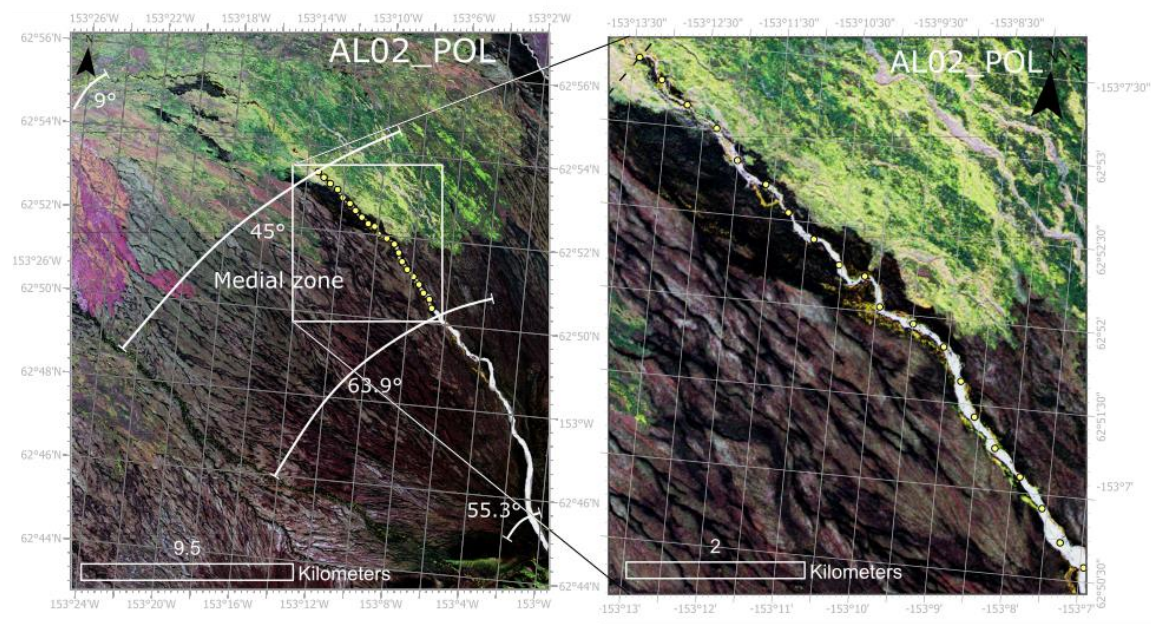 153°26'W 153°22'W 153°18'W 153°14'W 153°10'W 153°6'W 153°2'W
62°56'N
62°54'N
62°52'N
153°26'W
62°50'N
62°48'N
62°46'N
62°44'N
AL02_POL
9°
45°
Medial zone
63.9°
55.3°
9.5
Kilometers
62°56'N
62°54'N
62°52'N
62°50'N
153°W
62°46'N
62°44'N
153°24'W 153°20'W 153°16'W 153°12'W 153°8'W 153°4'W 153°W
-153°13'30" -153°12'30" -153°11'30" -153°10'30" -153°9'30" -153°8'30"
AL02_POL
-153°7'30"
62°53'
62°52'30"
62°52'
62°51'30"
-153°7'
62°50'30"
2
Kilometers
-153°13' -153°12' -153°11' -153°10' -153°9' -153°8' -153°7'